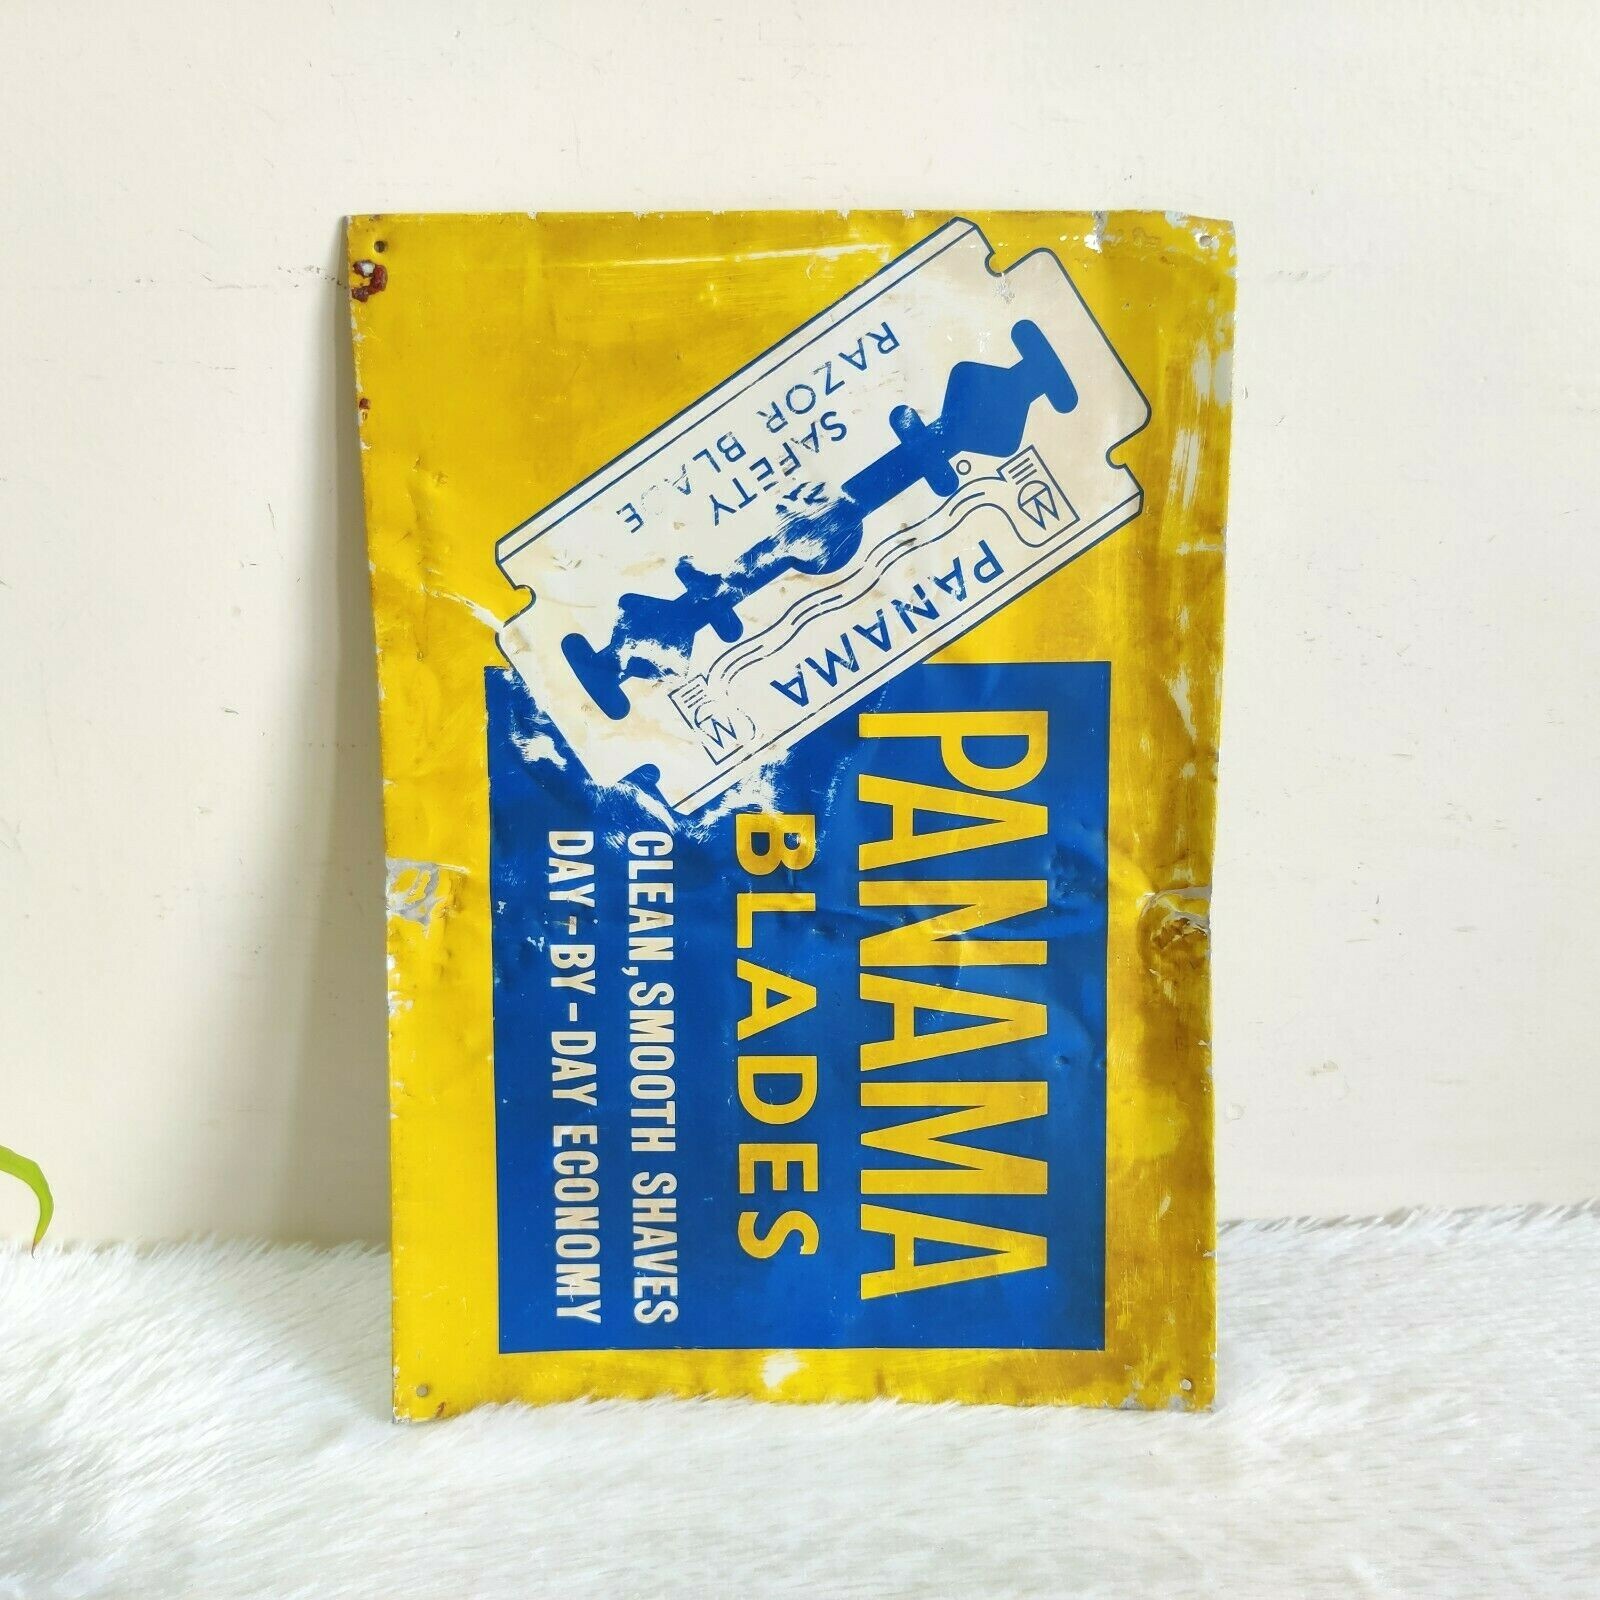 PANAMA
SAFETY
RAZOR BLADE
M
M
PANAMA
BLADES
CLEAN, SMOOTH SHAVES
DAY-BY-DAY ECONOMY